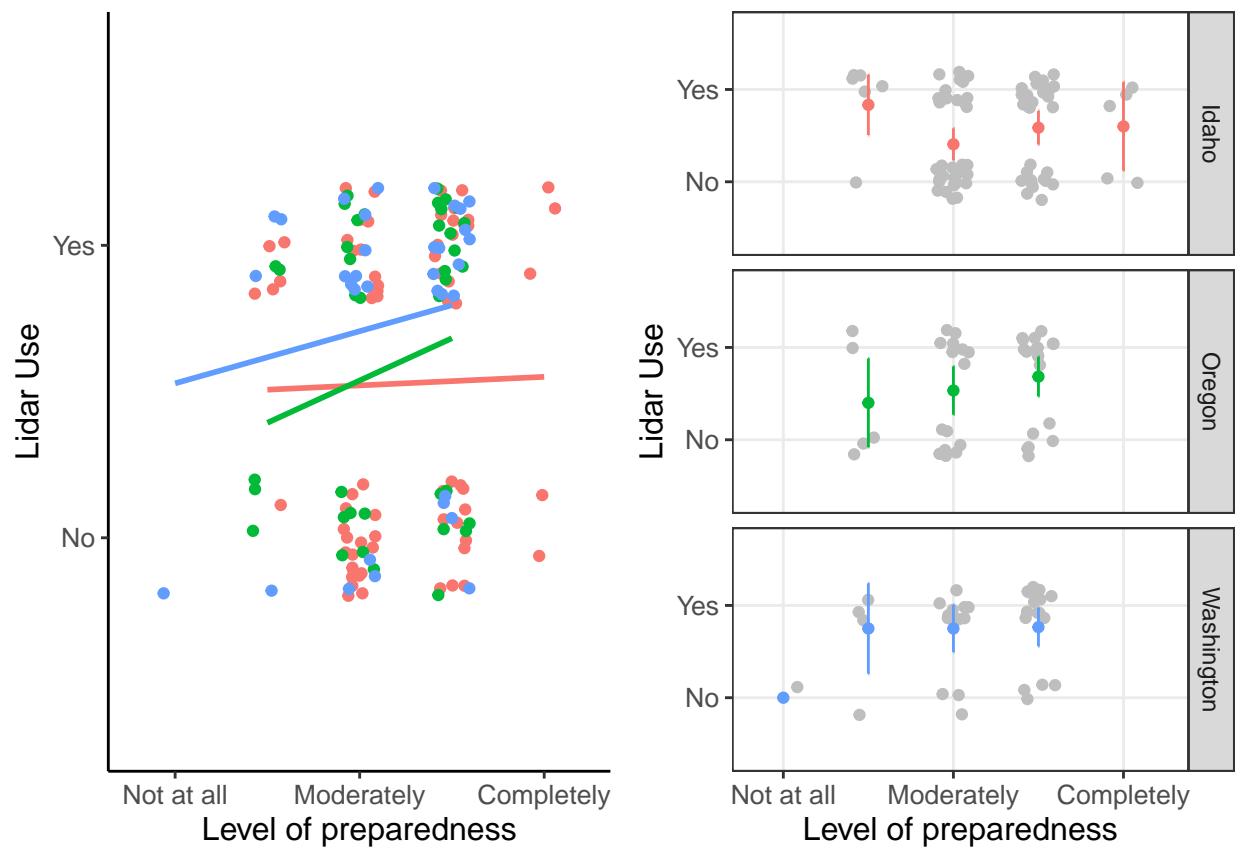 Lidar Use
Yes
No
Not at all
Moderately
Completely
Level of preparedness
Lidar Use
Yes
No
Idaho
Yes
No
Oregon
Yes
No
Washington
Not at all
Moderately
Completely
Level of preparedness